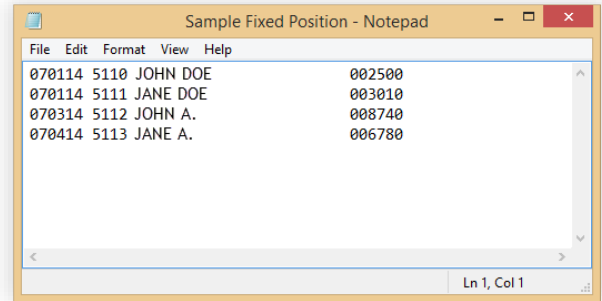 Sample Fixed Position - Notepad
File Edit Format View Help
070114 5110 JOHN DOE 002500
070114 5111 JANE DOE 003010
070314 5112 JOHN A. 008740
070414 5113 JANE A. 006780
Ln 1, Col 1